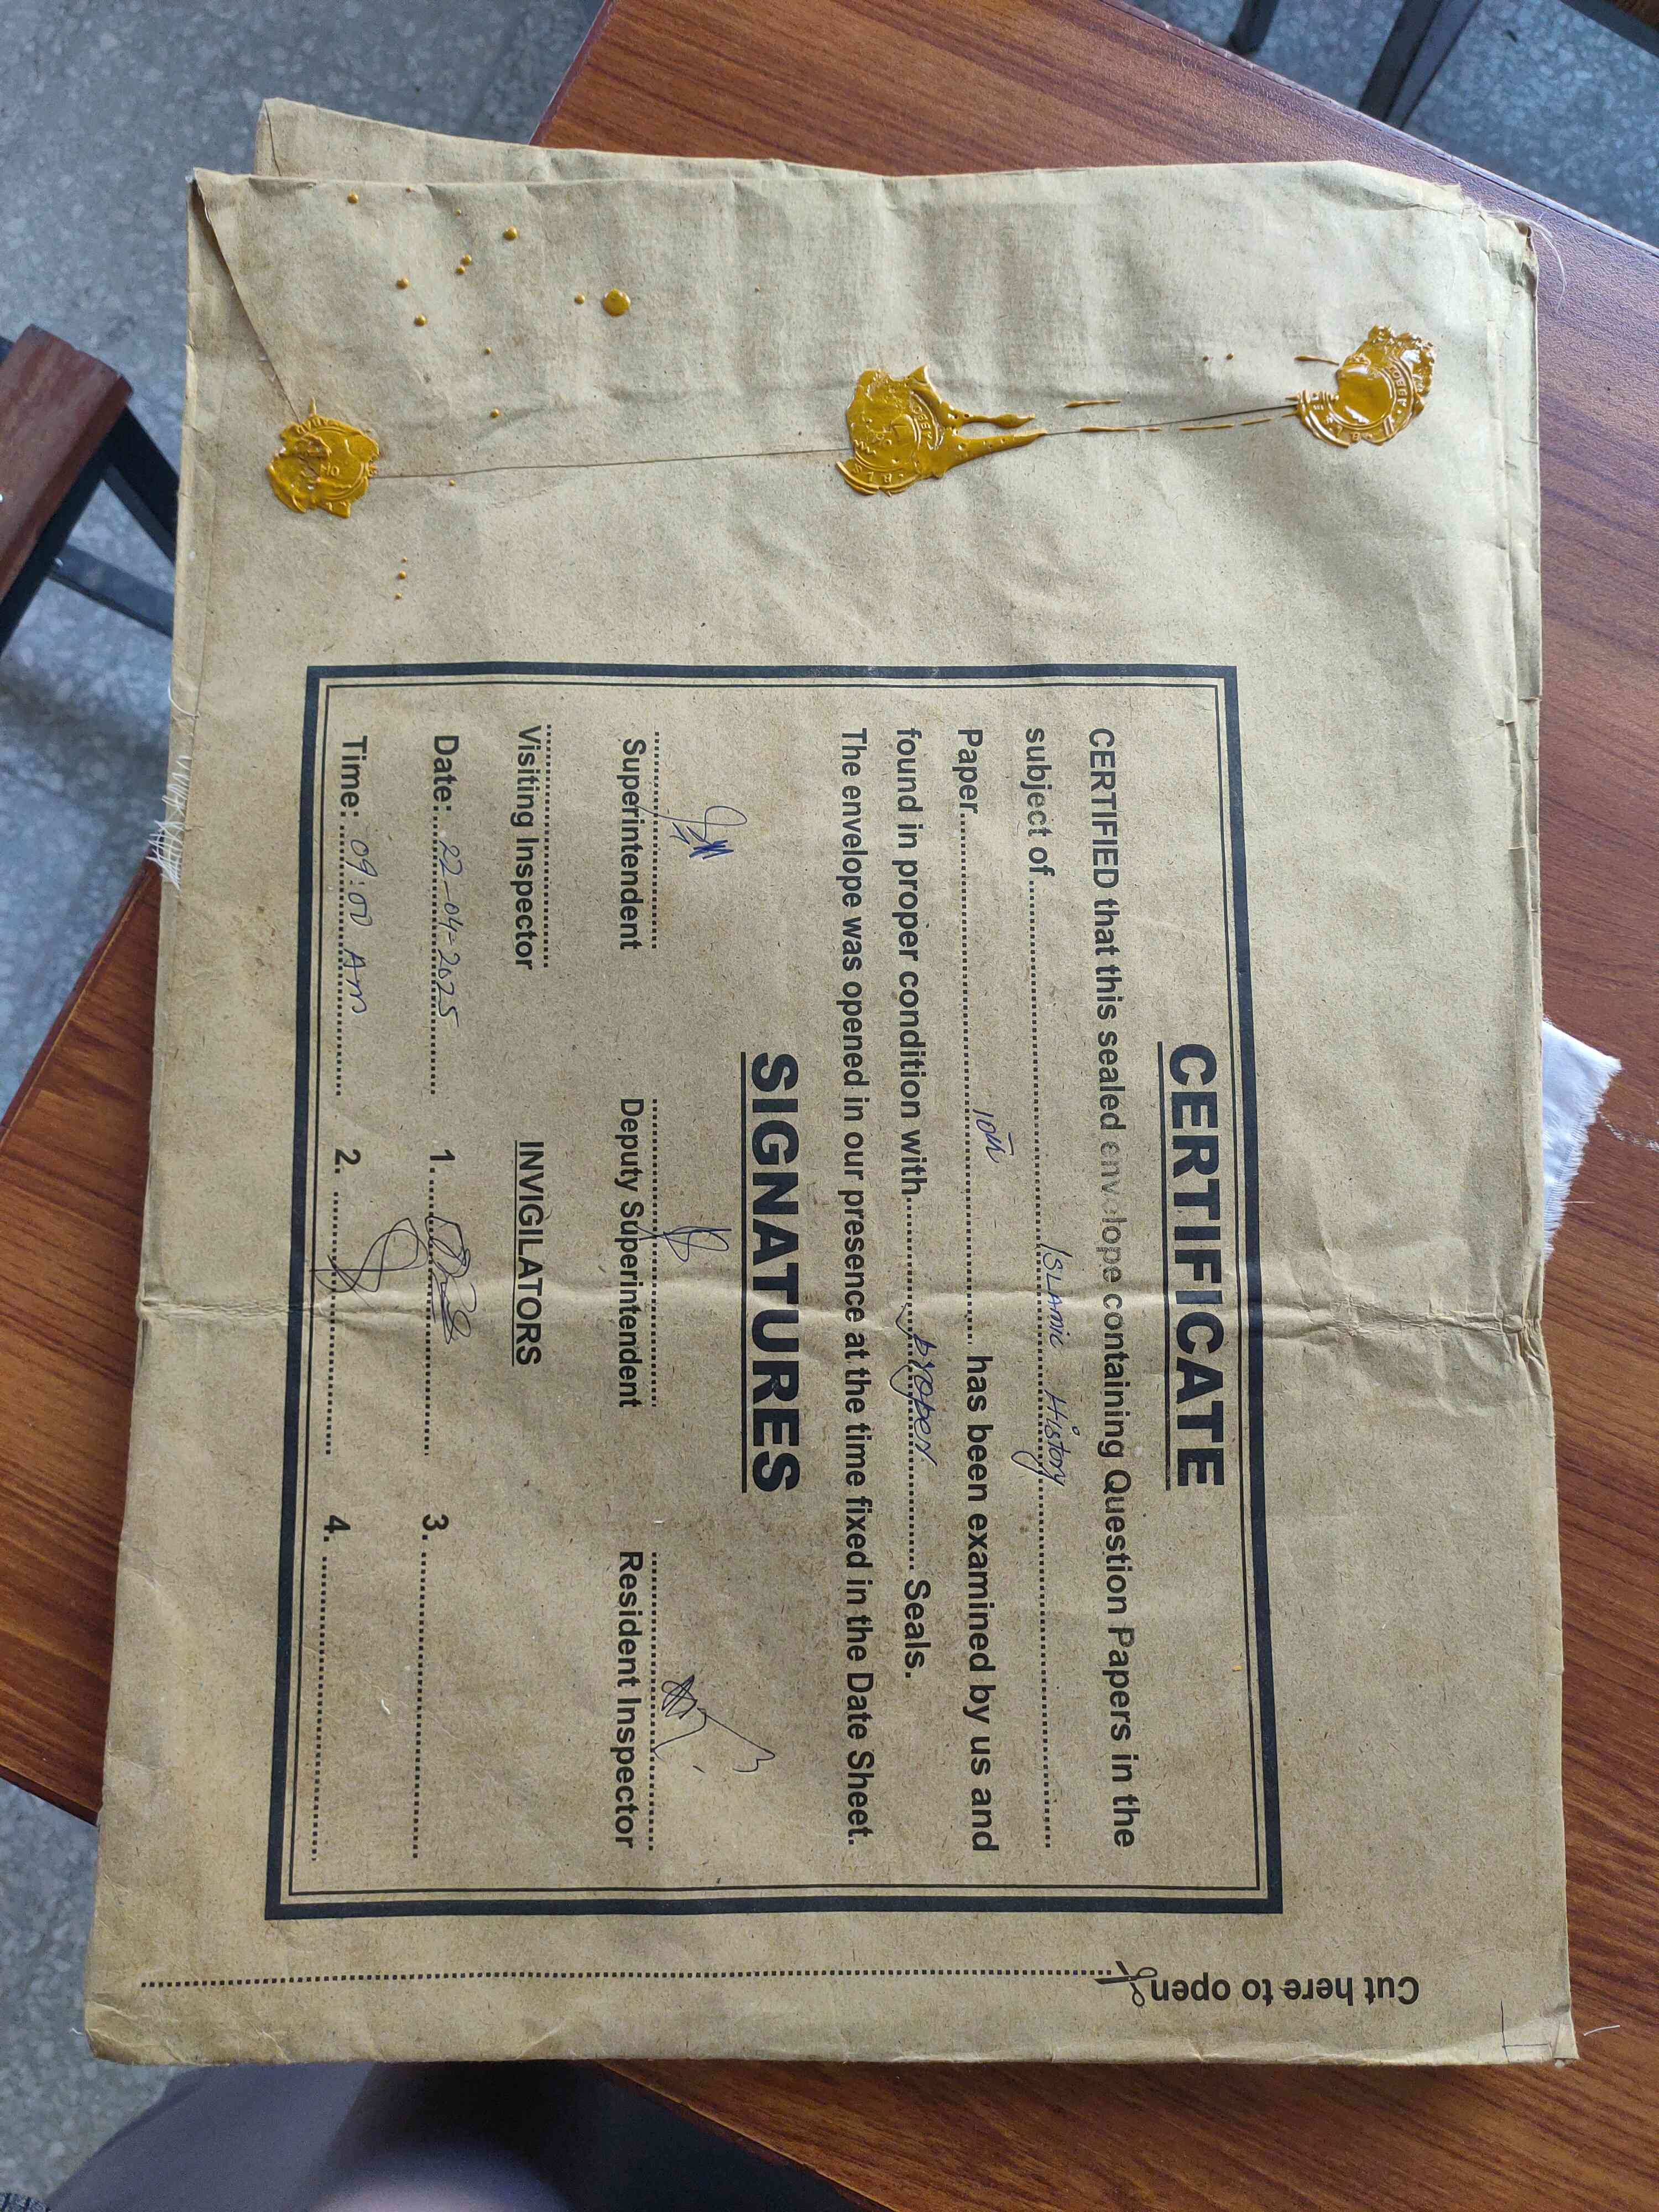 CERTIFICATE
CERTIFIED that this sealed envelope containing Question Papers in the
subject of.......... Islamic History ..........
Paper.......... 10th .......... has been examined by us and
found in proper condition with.......... proper .......... Seals.
The envelope was opened in our presence at the time fixed in the Date Sheet.
SIGNATURES
Superintendent Deputy Superintendent Resident Inspector
Visiting Inspector INVIGILATORS
Date: 22-04-2025 1. 3.
Time: 09:00 Am 2. 4.
Cut here to open